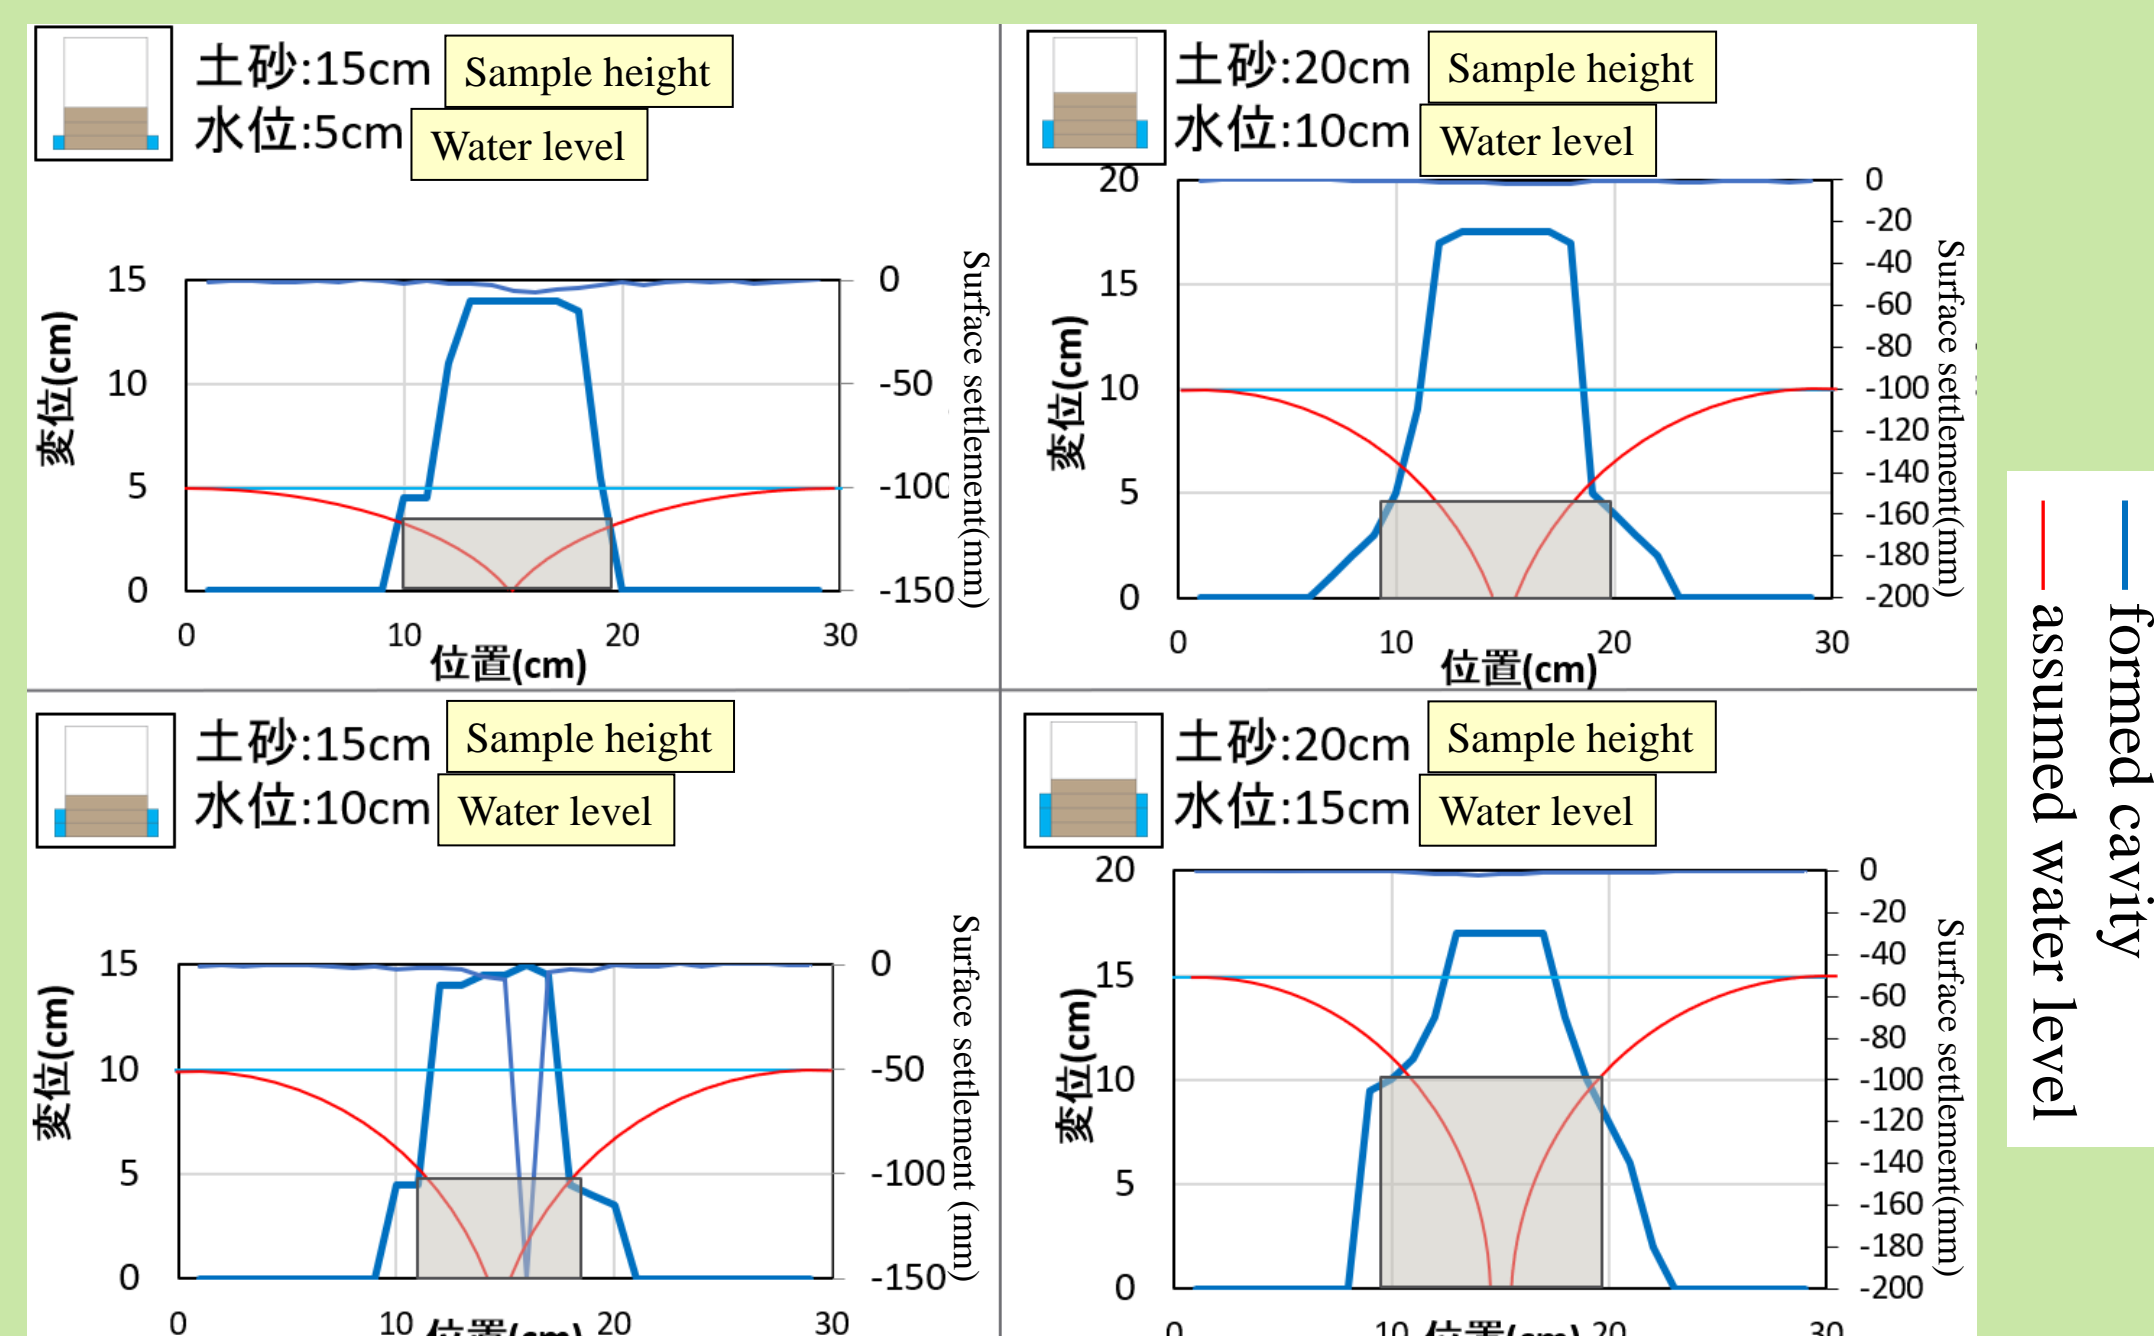 土砂:15cm Sample height
水位:5cm Water level
15
10
5
0
0
-50
-100
-150
変位(cm)
Surface settlement(mm)
0 10 20 30
位置(cm)
土砂:20cm Sample height
水位:10cm Water level
20
15
10
5
0
0
-20
-40
-60
-80
-100
-120
-140
-160
-180
-200
変位(cm)
Surface settlement(mm)
0 10 20 30
位置(cm)
土砂:15cm Sample height
水位:10cm Water level
15
10
5
0
0
-50
-100
-150
変位(cm)
Surface settlement (mm)
0 10 20 30
位置(cm)
土砂:20cm Sample height
水位:15cm Water level
20
15
10
5
0
0
-20
-40
-60
-80
-100
-120
-140
-160
-180
-200
変位(cm)
Surface settlement(mm)
0 10 20 30
位置(cm)
formed cavity
assumed water level